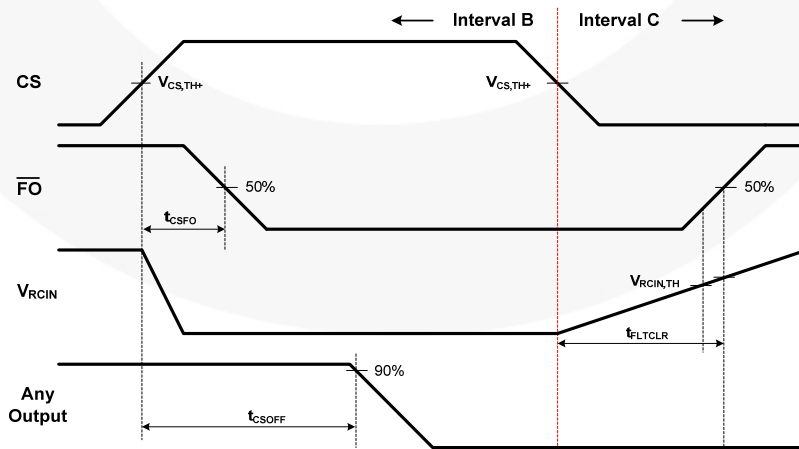 Interval B
Interval C
CS
VCS,TH+
VCS,TH+
FO
50%
50%
tCSFO
VRCIN
VRCIN,TH
tFLTCLR
90%
Any
Output
tCSOFF